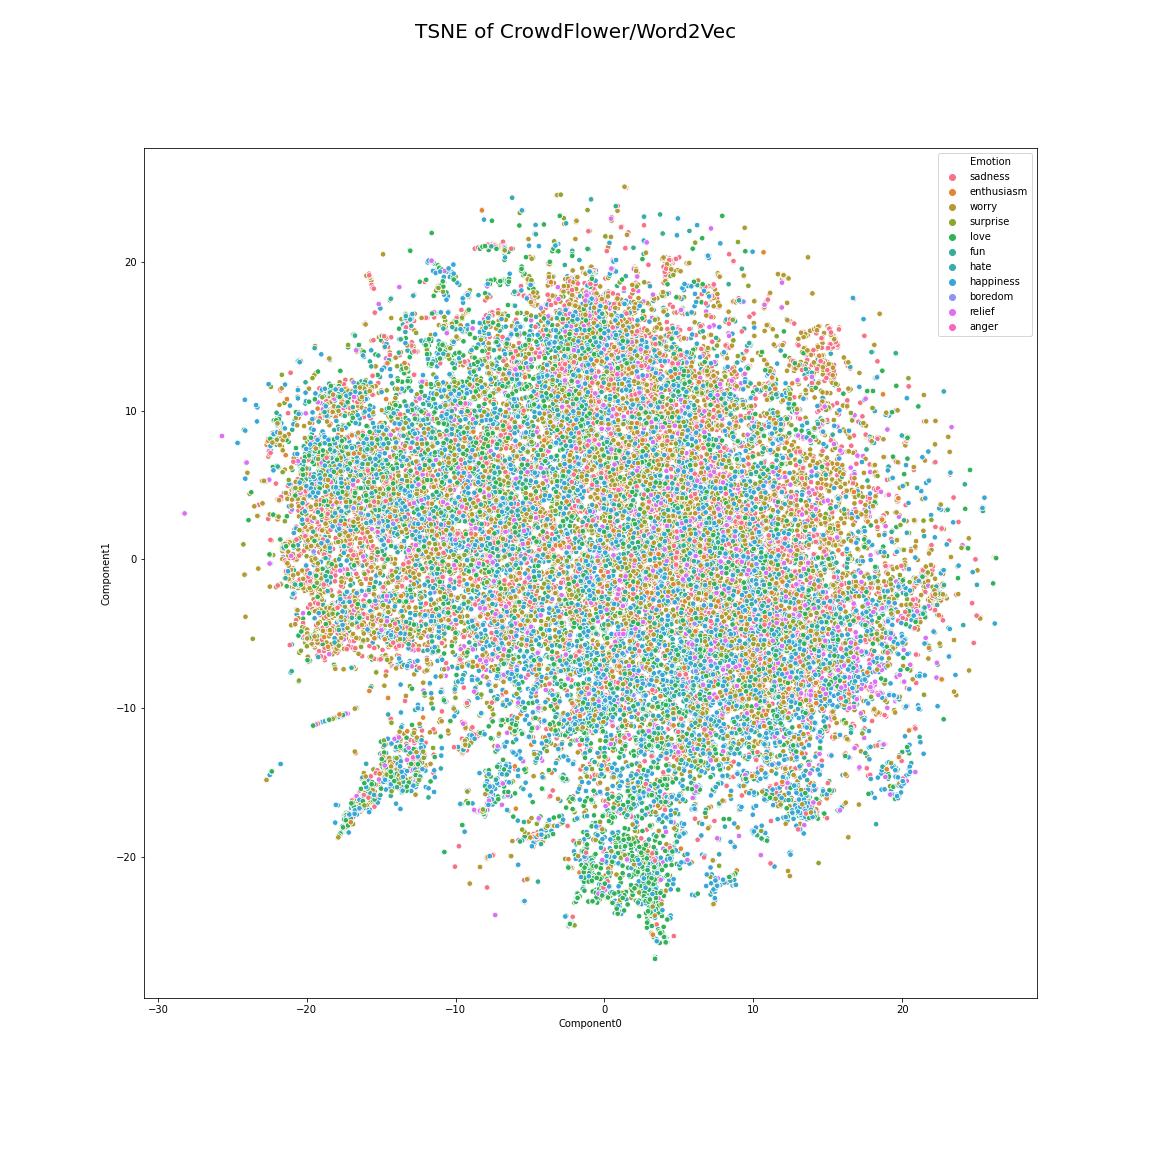 TSNE of CrowdFlower/Word2Vec
Emotion
sadness
enthusiasm
worry
surprise
love
fun
hate
happiness
boredom
relief
anger
20
10
0
−10
−20
Component1
−30
−20
−10
0
10
20
Component0